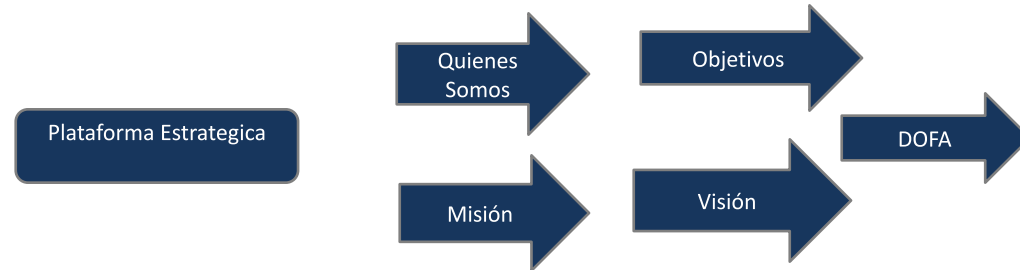 Plataforma Estrategica
Quienes
Somos
Objetivos
DOFA
Misión
Visión